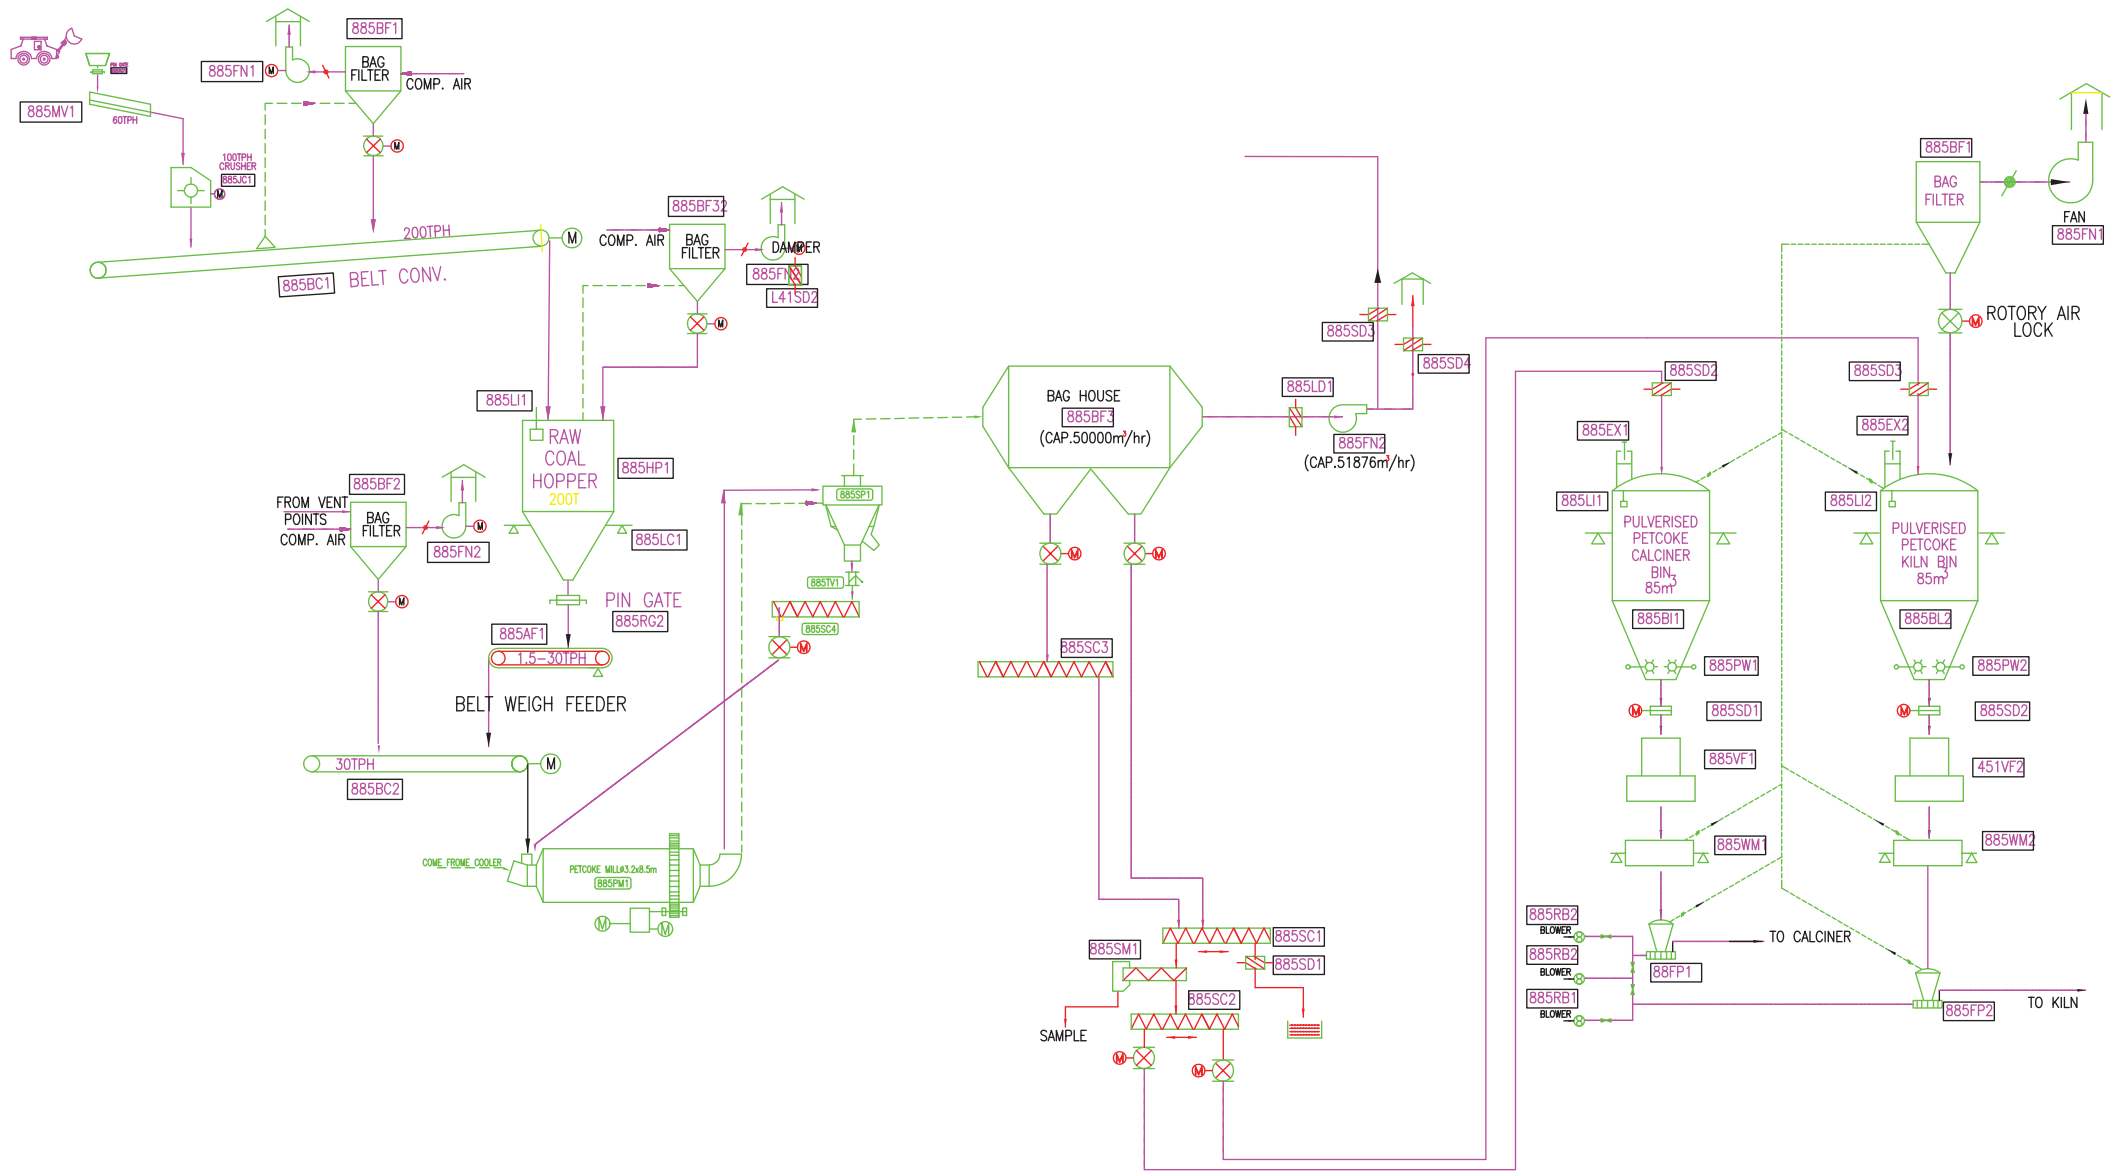 885BF1
BAG
FILTER
885FN1
M
COMP. AIR
885MV1
60TPH
M
100TPH
CRUSHER
885JC1
M
200TPH
M
885BC1
BELT CONV.
885BF32
COMP. AIR
BAG
FILTER
DAMPER
L41SD2
M
885LI1
RAW
COAL
HOPPER
200T
885HP1
885LC1
885BF2
FROM VENT
POINTS
COMP. AIR
BAG
FILTER
M
885FN2
M
PIN GATE
885RG2
885AF1
1.5-30TPH
BELT WEIGH FEEDER
30TPH
M
885BC2
COME FROME COOLER
PETCOKE MILLø3.2x8.5m
885PM1
M
M
885SP1
885TV1
885SC4
M
BAG HOUSE
885BF3
(CAP.50000m³/hr)
M
M
885SC3
885LD1
885FN2
(CAP.51876m³/hr)
885SD3
885SD4
885SC1
885SM1
885SD1
885SC2
SAMPLE
M
M
885BF1
BAG
FILTER
FAN
885FN1
M
ROTORY AIR
LOCK
885SD2
885EX1
885LI1
PULVERISED
PETCOKE
CALCINER
BIN
85m³
885BI1
885PW1
M
885SD1
885VF1
885WM1
885SD3
885EX2
885LI2
PULVERISED
PETCOKE
KILN BIN
85m³
885BL2
885PW2
M
885SD2
451VF2
885WM2
885RB2
BLOWER
885RB2
BLOWER
885RB1
BLOWER
TO CALCINER
88FP1
TO KILN
885FP2